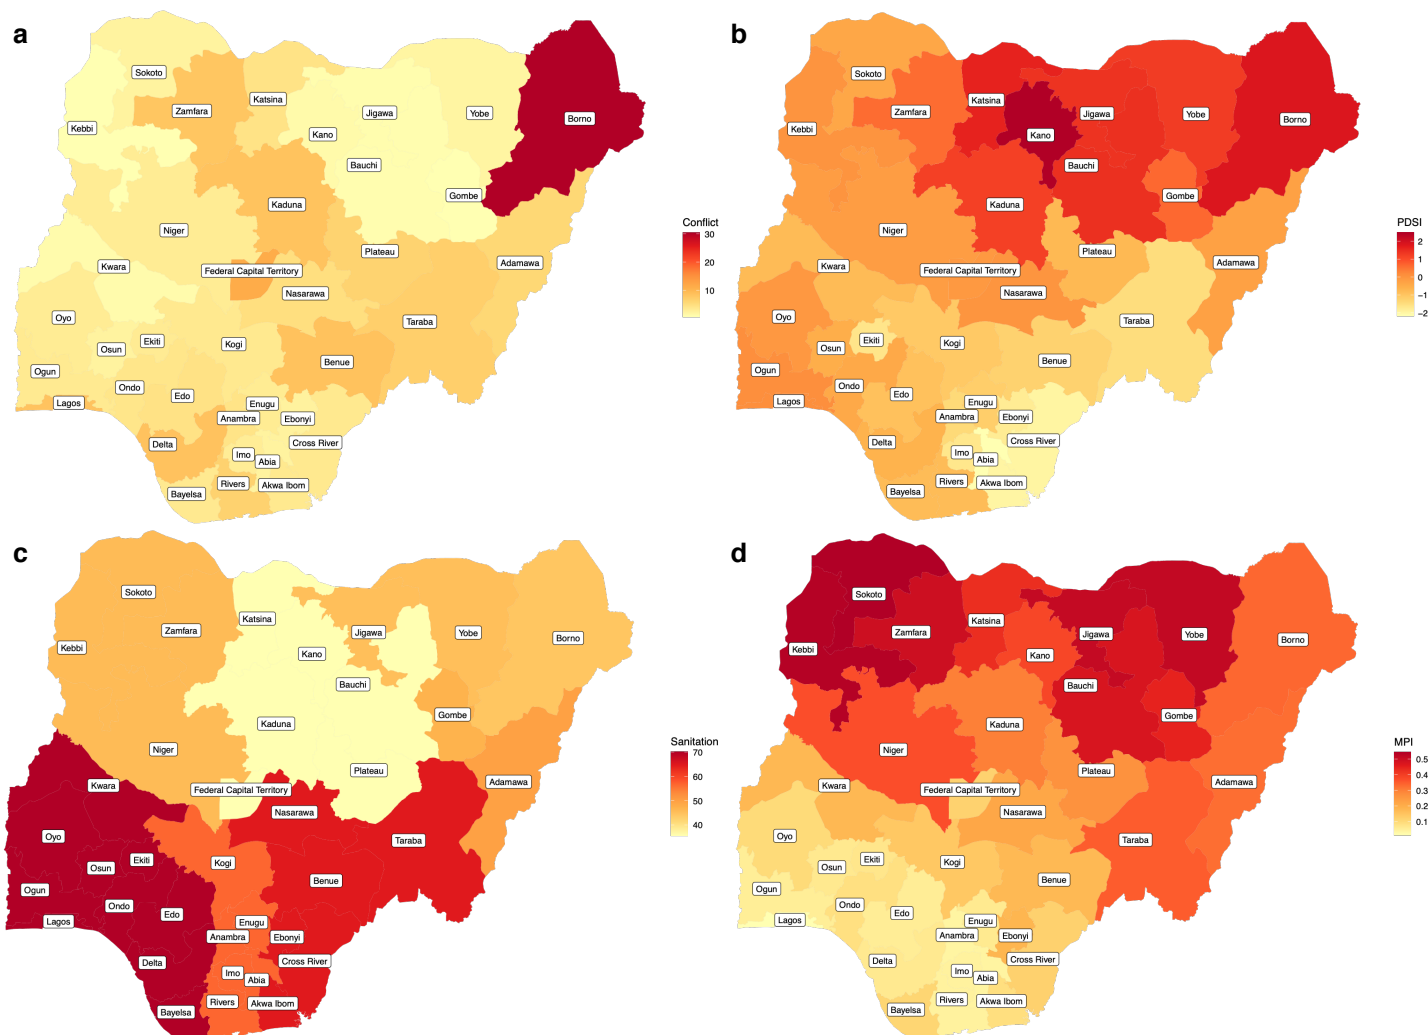 a
Sokoto
Zamfara
Katsina
Jigawa
Yobe
Borno
Kebbi
Kano
Bauchi
Gombe
Kaduna
Niger
Plateau
Kwara
Federal Capital Territory
Adamawa
Nasarawa
Oyo
Taraba
Osun
Ekiti
Kogi
Benue
Ogun
Ondo
Edo
Lagos
Enugu
Anambra
Ebonyi
Delta
Cross River
Imo
Abia
Bayelsa
Rivers
Akwa Ibom
Conflict
30
20
10
b
Sokoto
Zamfara
Katsina
Jigawa
Yobe
Borno
Kebbi
Kano
Bauchi
Gombe
Kaduna
Niger
Plateau
Kwara
Federal Capital Territory
Adamawa
Nasarawa
Oyo
Taraba
Osun
Ekiti
Kogi
Benue
Ogun
Ondo
Edo
Lagos
Enugu
Anambra
Ebonyi
Delta
Cross River
Imo
Abia
Bayelsa
Rivers
Akwa Ibom
PDSI
2
1
0
−1
−2
c
Sokoto
Zamfara
Katsina
Jigawa
Yobe
Borno
Kebbi
Kano
Bauchi
Gombe
Kaduna
Niger
Plateau
Kwara
Federal Capital Territory
Adamawa
Nasarawa
Oyo
Taraba
Osun
Ekiti
Kogi
Benue
Ogun
Ondo
Edo
Lagos
Enugu
Anambra
Ebonyi
Delta
Cross River
Imo
Abia
Bayelsa
Rivers
Akwa Ibom
Sanitation
70
60
50
40
d
Sokoto
Zamfara
Katsina
Jigawa
Yobe
Borno
Kebbi
Kano
Bauchi
Gombe
Kaduna
Niger
Plateau
Kwara
Federal Capital Territory
Adamawa
Nasarawa
Oyo
Taraba
Osun
Ekiti
Kogi
Benue
Ogun
Ondo
Edo
Lagos
Enugu
Anambra
Ebonyi
Delta
Cross River
Imo
Abia
Bayelsa
Rivers
Akwa Ibom
MPI
0.5
0.4
0.3
0.2
0.1